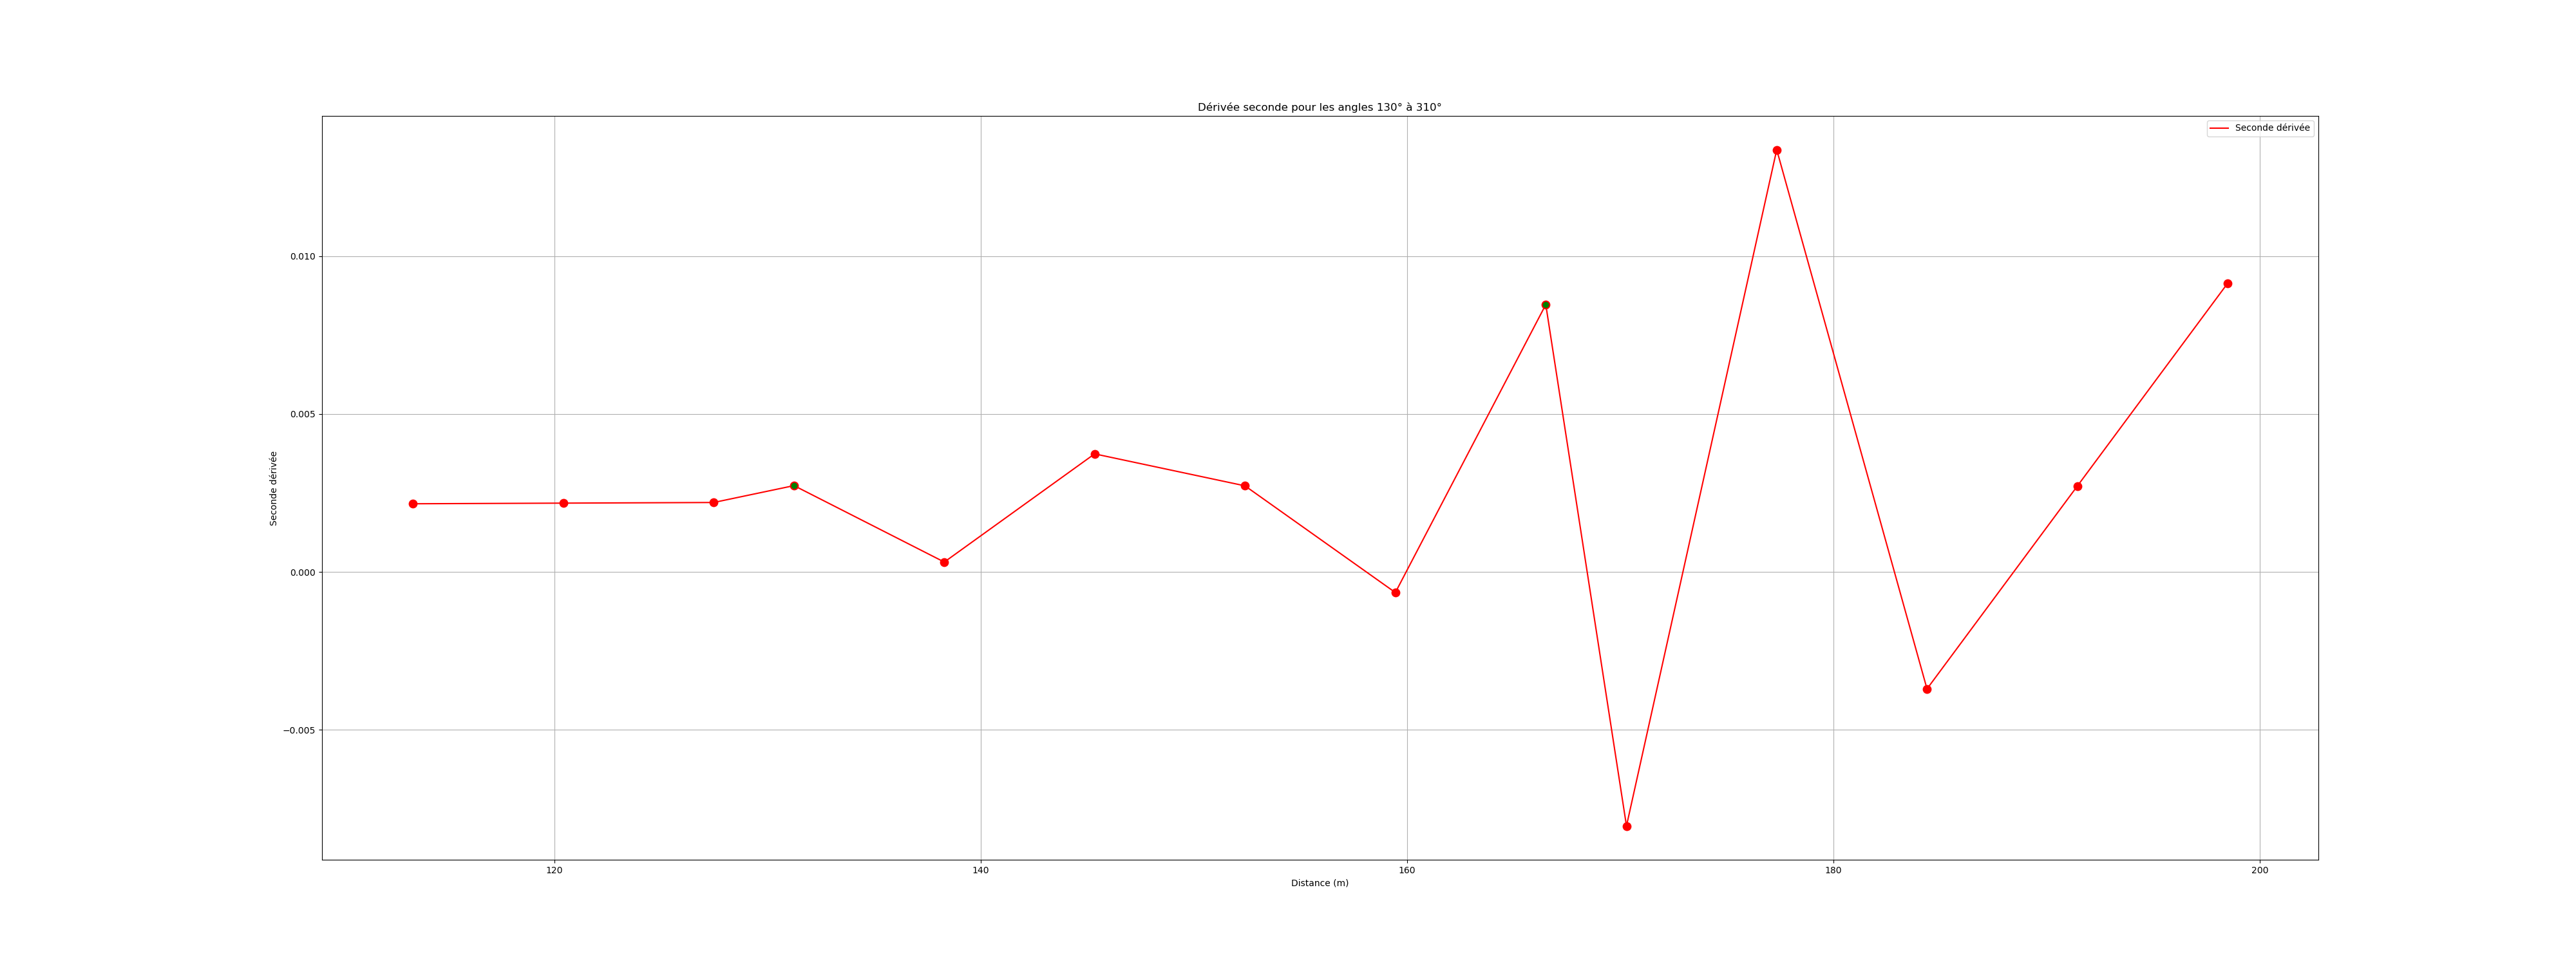 Dérivée seconde pour les angles 130° à 310°
Seconde dérivée
0.010
0.005
0.000
−0.005
Seconde dérivée
120
140
160
180
200
Distance (m)